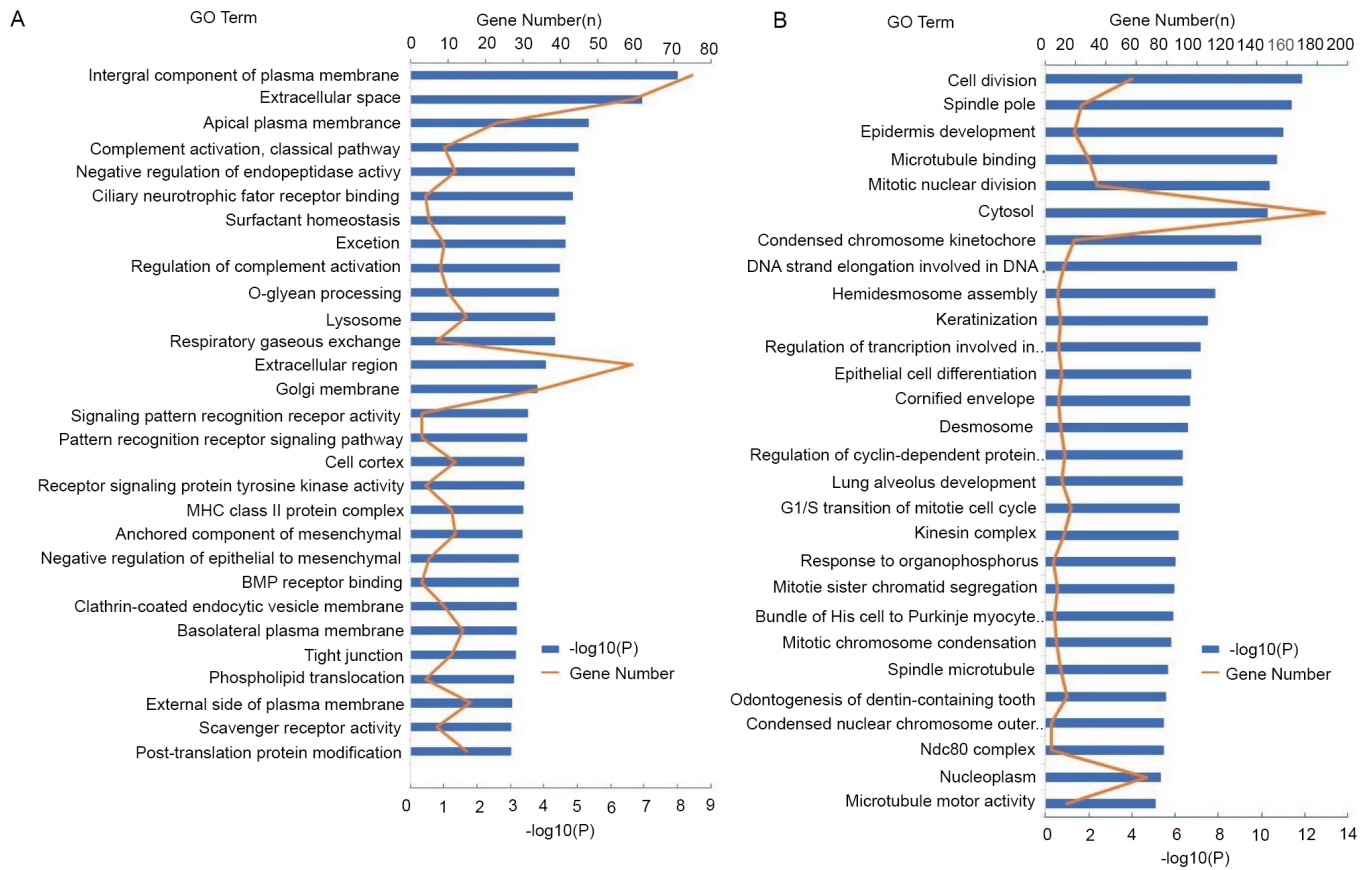 A
GO Term
Gene Number(n)
0 10 20 30 40 50 60 70 80
Intergral component of plasma membrane
Extracellular space
Apical plasma membrance
Complement activation, classical pathway
Negative regulation of endopeptidase activy
Ciliary neurotrophic fator receptor binding
Surfactant homeostasis
Excetion
Regulation of complement activation
O-glyean processing
Lysosome
Respiratory gaseous exchange
Extracellular region
Golgi membrane
Signaling pattern recognition recepor activity
Pattern recognition receptor signaling pathway
Cell cortex
Receptor signaling protein tyrosine kinase activity
MHC class II protein complex
Anchored component of mesenchymal
Negative regulation of epithelial to mesenchymal
BMP receptor binding
Clathrin-coated endocytic vesicle membrane
Basolateral plasma membrane
Tight junction
Phospholipid translocation
External side of plasma membrane
Scavenger receptor activity
Post-translation protein modification
-log10(P)
Gene Number
0 1 2 3 4 5 6 7 8 9
-log10(P)
B
GO Term
Gene Number(n)
0 20 40 60 80 100 120 140 160 180 200
Cell division
Spindle pole
Epidermis development
Microtubule binding
Mitotic nuclear division
Cytosol
Condensed chromosome kinetochore
DNA strand elongation involved in DNA .
Hemidesmosome assembly
Keratinization
Regulation of trancription involved in..
Epithelial cell differentiation
Cornified envelope
Desmosome
Regulation of cyclin-dependent protein..
Lung alveolus development
G1/S transition of mitotie cell cycle
Kinesin complex
Response to organophosphorus
Mitotie sister chromatid segregation
Bundle of His cell to Purkinje myocyte..
Mitotic chromosome condensation
Spindle microtubule
Odontogenesis of dentin-containing tooth
Condensed nuclear chromosome outer..
Ndc80 complex
Nucleoplasm
Microtubule motor activity
-log10(P)
Gene Number
0 2 4 6 8 10 12 14
-log10(P)